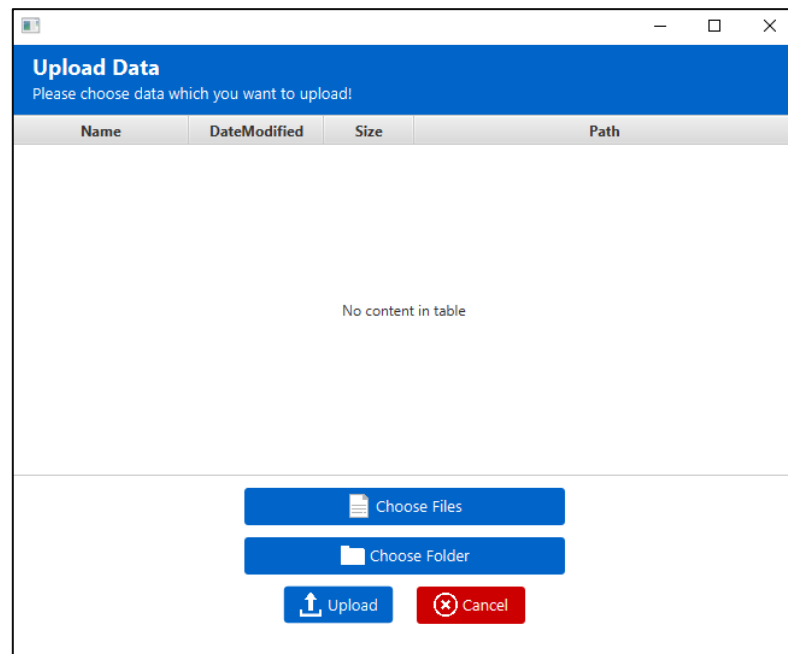 Upload Data
Please choose data which you want to upload!
Name DateModified Size Path
No content in table
Choose Files
Choose Folder
Upload Cancel